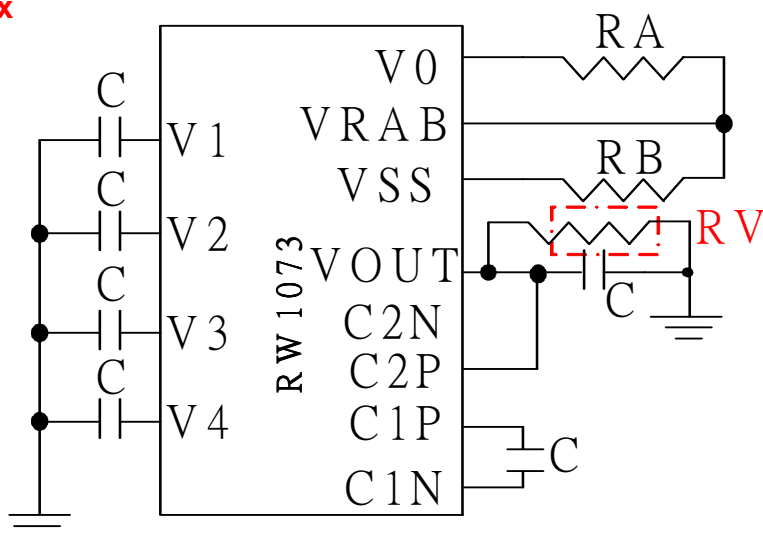 x
RA
V0
C
VRAB
V1
RB
VSS
C
RV
V2
VOUT
C
C
C2N
V3
C2P
C
C1P
V4
C
C1N
RW1073